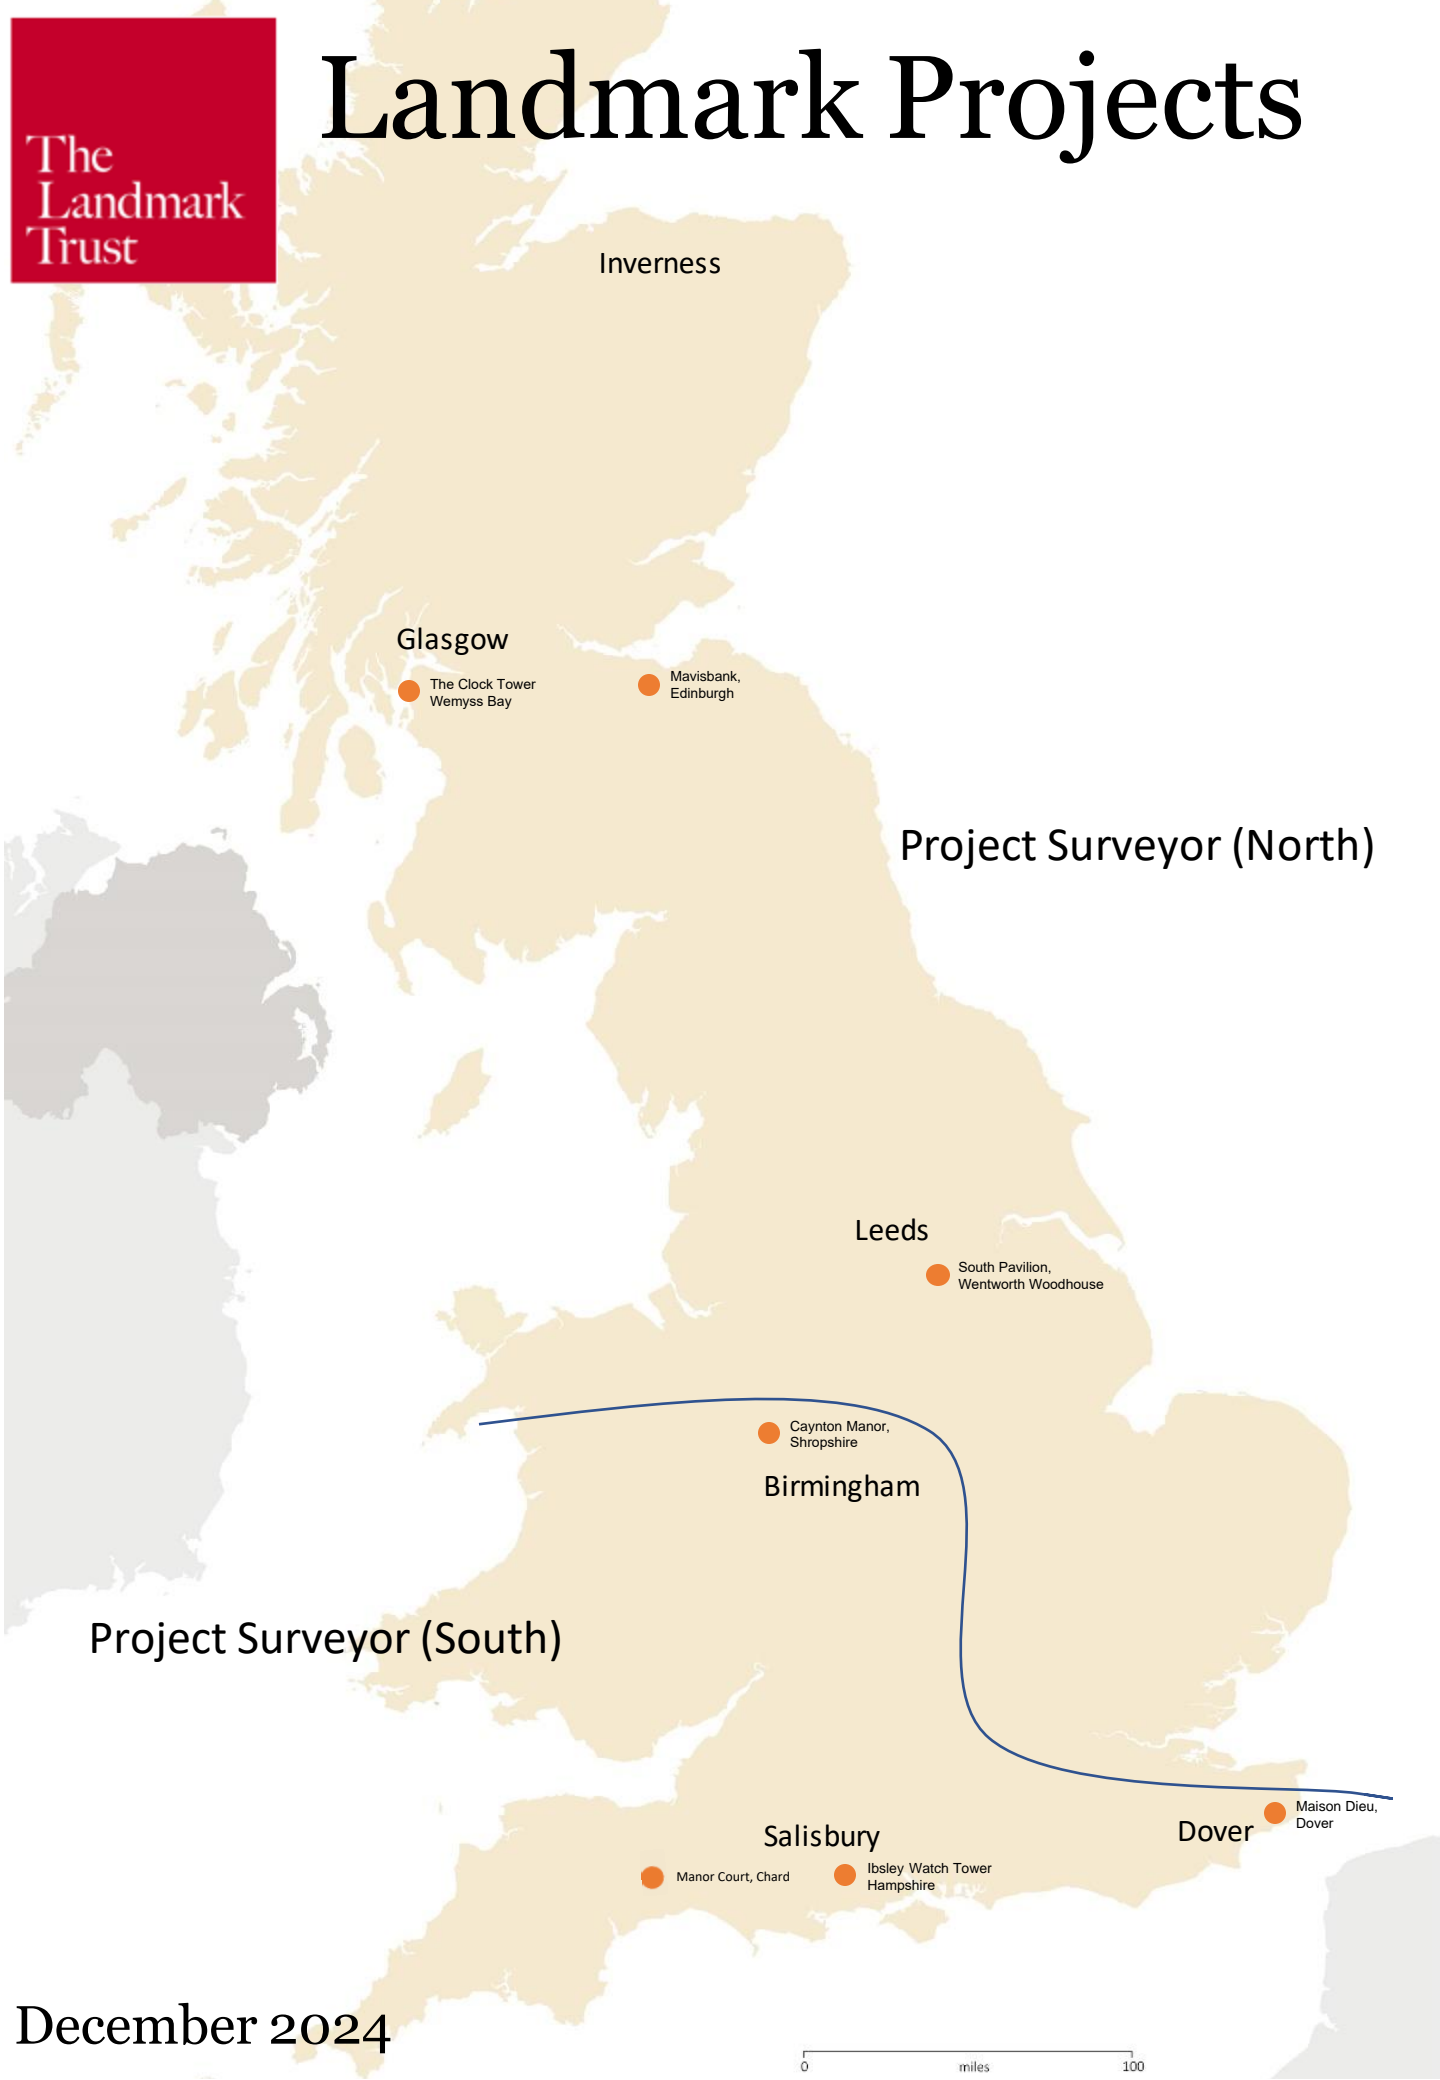 The
Landmark
Trust
Landmark Projects
Inverness
Glasgow
The Clock Tower
Wemyss Bay
Mavisbank,
Edinburgh
Project Surveyor (North)
Leeds
South Pavilion,
Wentworth Woodhouse
Caynton Manor,
Shropshire
Birmingham
Project Surveyor (South)
Maison Dieu,
Dover
Dover
Salisbury
Manor Court, Chard
Ibsley Watch Tower
Hampshire
December 2024
0 miles 100